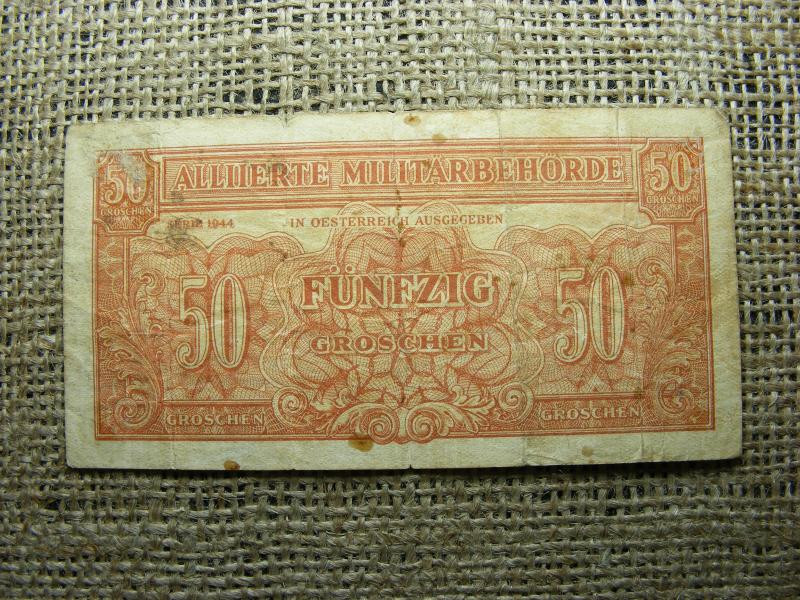 50 GROSCHEN
ALLIIERTE MILITÄRBEHÖRDE
50 GROSCHEN
SERIE 1944
IN OESTERREICH AUSGEGEBEN
50
FÜNFZIG
GROSCHEN
50
GROSCHEN
GROSCHEN